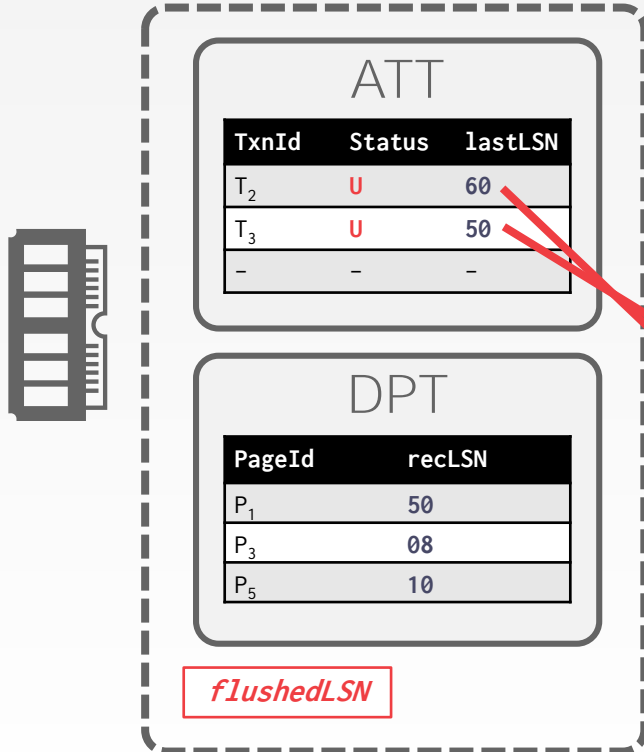 ATT
TxnId Status lastLSN
T₂ U 60
T₃ U 50
– – –
DPT
PageId recLSN
P₁ 50
P₃ 08
P₅ 10
flushedLSN